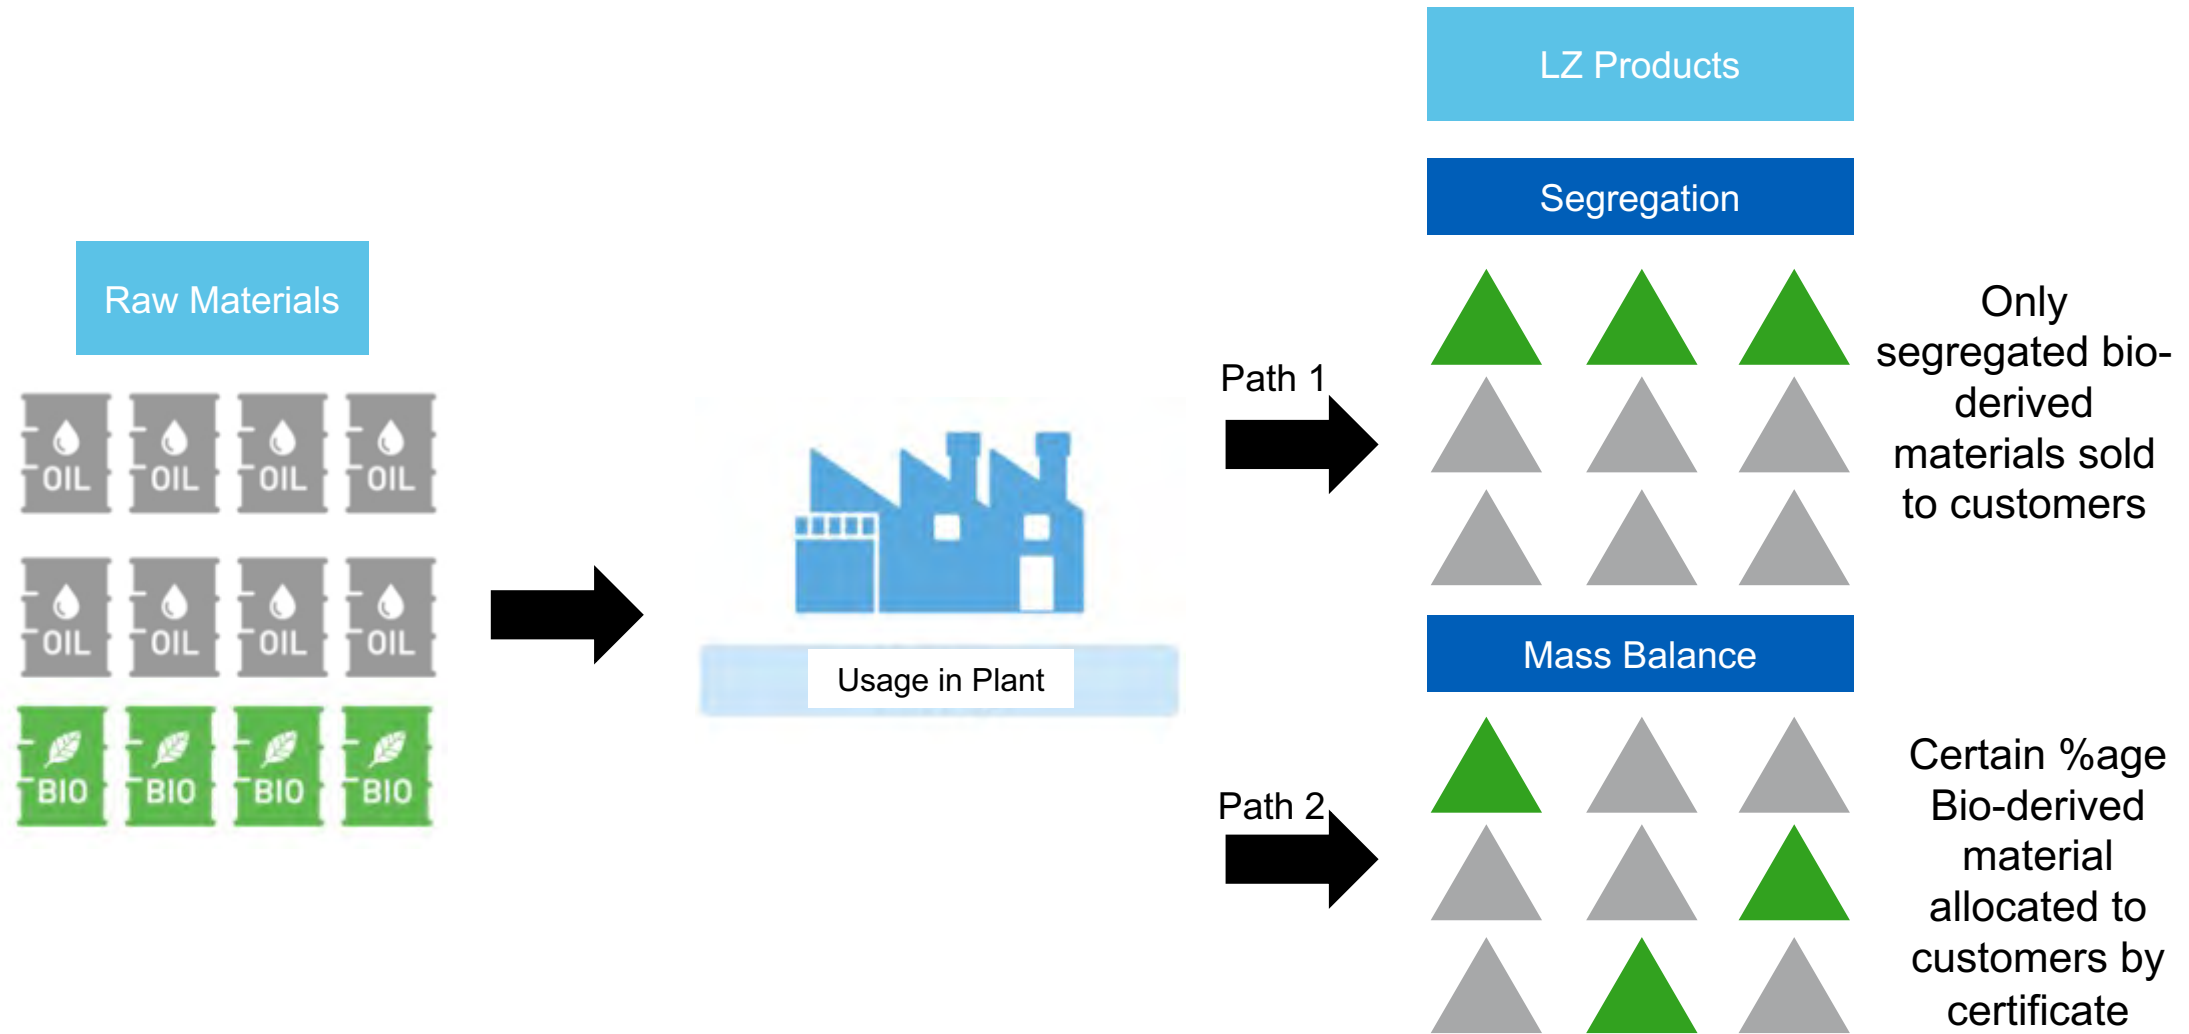 Raw Materials
OIL
OIL
OIL
OIL
OIL
OIL
OIL
OIL
BIO
BIO
BIO
BIO
Usage in Plant
Path 1
Path 2
LZ Products
Segregation
Only
segregated bio-
derived
materials sold
to customers
Mass Balance
Certain %age
Bio-derived
material
allocated to
customers by
certificate